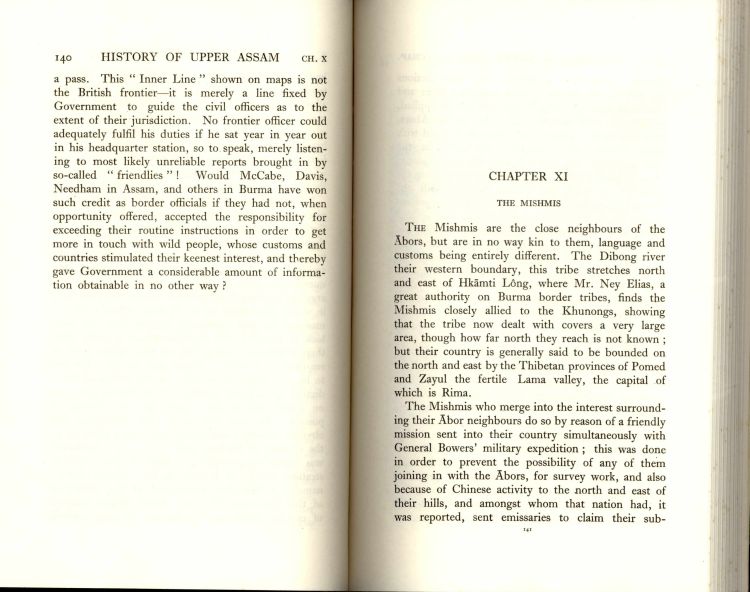 140 HISTORY OF UPPER ASSAM CH. X
a pass. This “ Inner Line ” shown on maps is not
the British frontier—it is merely a line fixed by
Government to guide the civil officers as to the
extent of their jurisdiction. No frontier officer could
adequately fulfil his duties if he sat year in year out
in his headquarter station, so to speak, merely listen-
ing to most likely unreliable reports brought in by
so-called “ friendlies ” ! Would McCabe, Davis,
Needham in Assam, and others in Burma have won
such credit as border officials if they had not, when
opportunity offered, accepted the responsibility for
exceeding their routine instructions in order to get
more in touch with wild people, whose customs and
countries stimulated their keenest interest, and thereby
gave Government a considerable amount of informa-
tion obtainable in no other way ?
CHAPTER XI
THE MISHMIS
THE Mishmis are the close neighbours of the
Ābors, but are in no way kin to them, language and
customs being entirely different. The Dibong river
their western boundary, this tribe stretches north
and east of Hkāmti Lông, where Mr. Ney Elias, a
great authority on Burma border tribes, finds the
Mishmis closely allied to the Khunongs, showing
that the tribe now dealt with covers a very large
area, though how far north they reach is not known ;
but their country is generally said to be bounded on
the north and east by the Thibetan provinces of Pomed
and Zayul the fertile Lama valley, the capital of
which is Rima.
The Mishmis who merge into the interest surround-
ing their Ābor neighbours do so by reason of a friendly
mission sent into their country simultaneously with
General Bowers’ military expedition ; this was done
in order to prevent the possibility of any of them
joining in with the Ābors, for survey work, and also
because of Chinese activity to the north and east of
their hills, and amongst whom that nation had, it
was reported, sent emissaries to claim their sub-
141